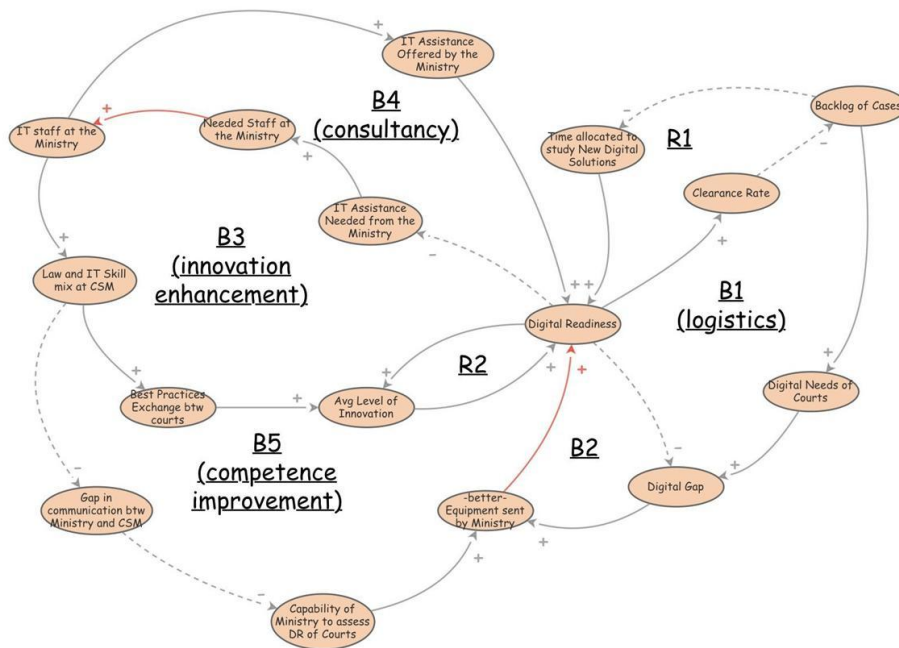 +
IT Assistance
Offered by the
Ministry
B4
(consultancy)
+
IT staff at the
Ministry
Needed Staff at
the Ministry
+
Backlog of Cases
-
Time allocated to
study New Digital
Solutions
R1
-
Clearance Rate
+
IT Assistance
Needed from the
Ministry
-
+
Law and IT Skill
mix at CSM
B3
(innovation
enhancement)
B1
(logistics)
+ +
Digital Readiness
+
+
R2
+
+
+
Best Practices
Exchange btw
courts
+
Avg Level of
Innovation
+
Digital Needs of
Courts
B5
(competence
improvement)
B2
-
+
Digital Gap
-
Gap in
communication btw
Ministry and CSM
-better-
Equipment sent
by Ministry
+
+
-
Capability of
Ministry to assess
DR of Courts